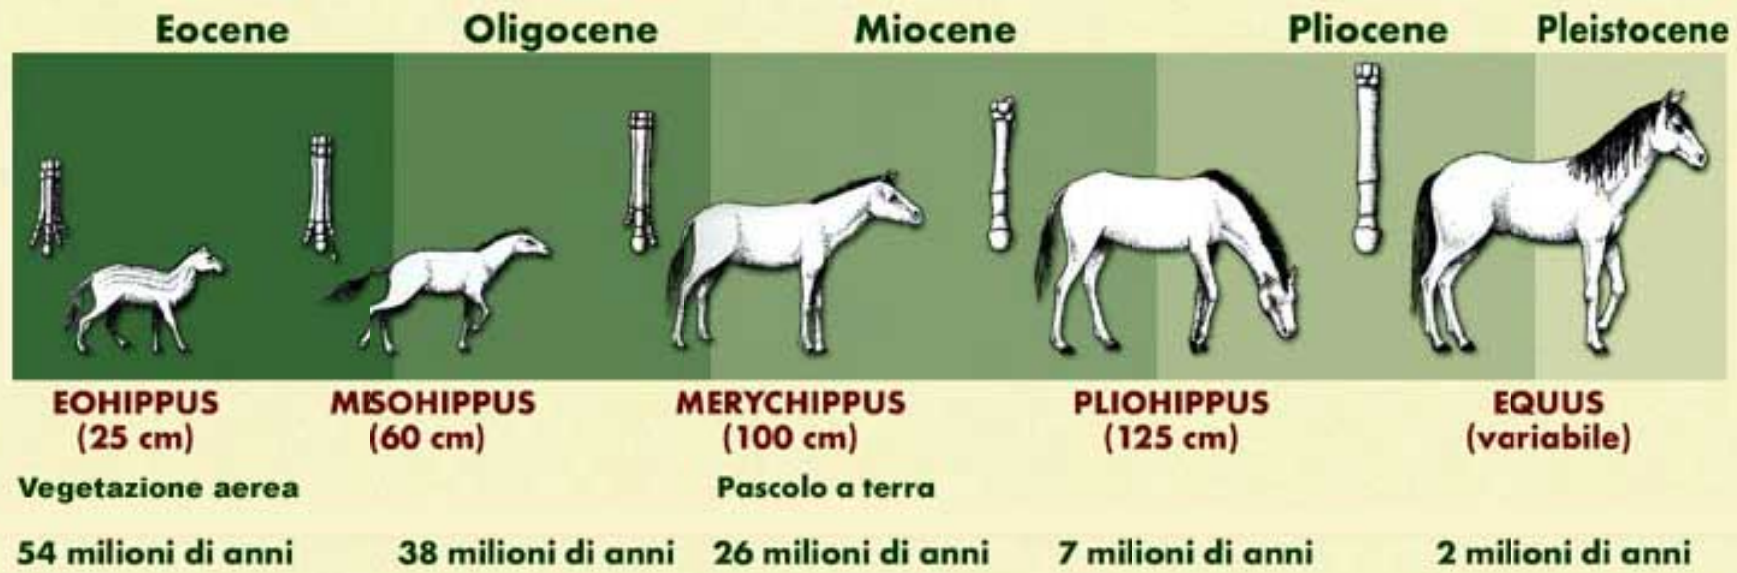 Eocene Oligocene Miocene Pliocene Pleistocene
EOHIPPUS MISOHIPPUS MERYCHIPPUS PLIOHIPPUS EQUUS
(25 cm) (60 cm) (100 cm) (125 cm) (variabile)
Vegetazione aerea Pascolo a terra
54 milioni di anni 38 milioni di anni 26 milioni di anni 7 milioni di anni 2 milioni di anni